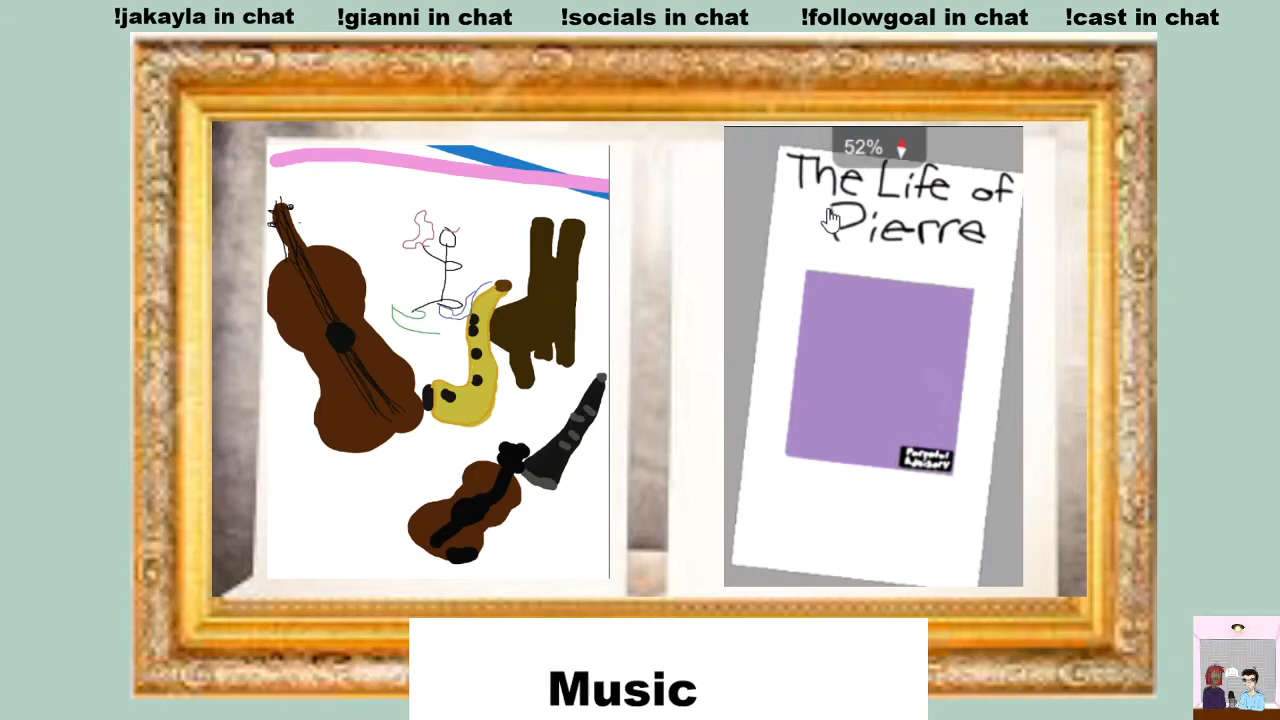 !jakayla in chat !gianni in chat !socials in chat !followgoal in chat !cast in chat
52%
The Life of
Pierre
Advisory
Music